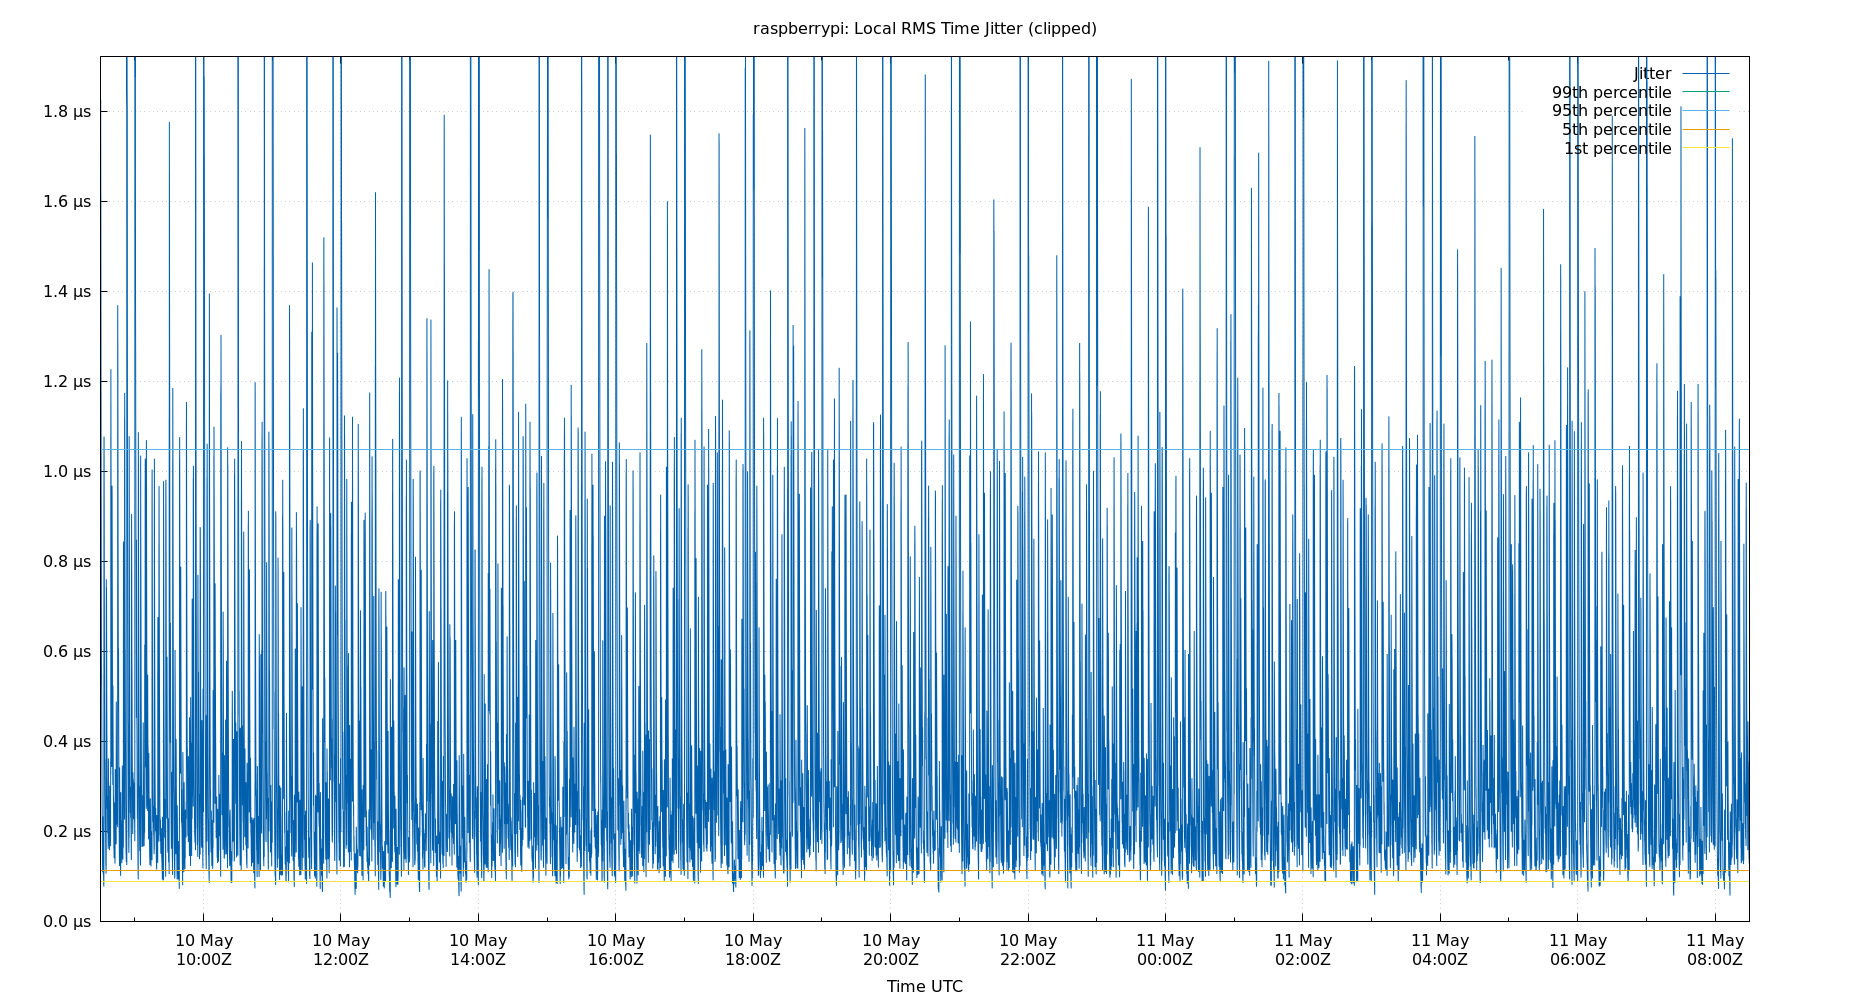 raspberrypi: Local RMS Time Jitter (clipped)
Jitter
99th percentile
95th percentile
5th percentile
1st percentile
1.8 µs
1.6 µs
1.4 µs
1.2 µs
1.0 µs
0.8 µs
0.6 µs
0.4 µs
0.2 µs
0.0 µs
10 May 10 May 10 May 10 May 10 May 10 May 10 May 11 May 11 May 11 May 11 May 11 May
10:00Z 12:00Z 14:00Z 16:00Z 18:00Z 20:00Z 22:00Z 00:00Z 02:00Z 04:00Z 06:00Z 08:00Z
Time UTC